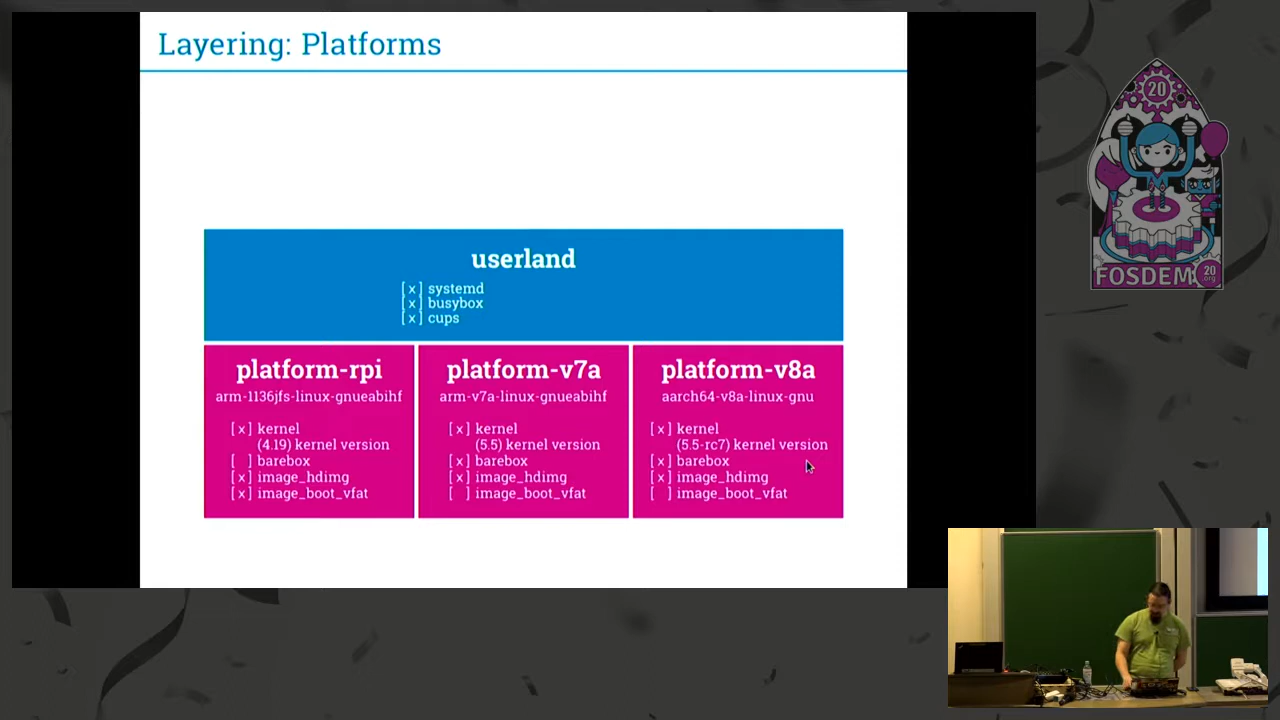 Layering: Platforms
userland
[x] systemd
[x] busybox
[x] cups
platform-rpi
arm-1136jfs-linux-gnueabihf
[x] kernel
(4.19) kernel version
[ ] barebox
[x] image_hdimg
[x] image_boot_vfat
platform-v7a
arm-v7a-linux-gnueabihf
[x] kernel
(5.5) kernel version
[x] barebox
[x] image_hdimg
[ ] image_boot_vfat
platform-v8a
aarch64-v8a-linux-gnu
[x] kernel
(5.5-rc7) kernel version
[x] barebox
[x] image_hdimg
[ ] image_boot_vfat
20
FOSDEM
20
.org